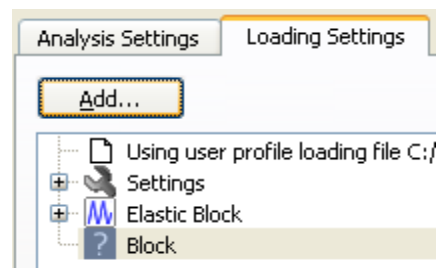 Analysis Settings Loading Settings
Add...
Using user profile loading file C:/
Settings
Elastic Block
? Block